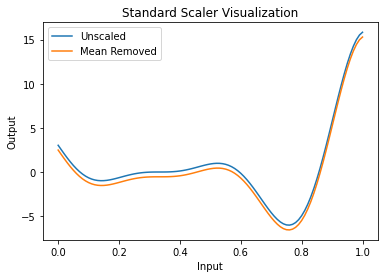 Standard Scaler Visualization
Unscaled
Mean Removed
Output
15
10
5
0
−5
0.0 0.2 0.4 0.6 0.8 1.0
Input